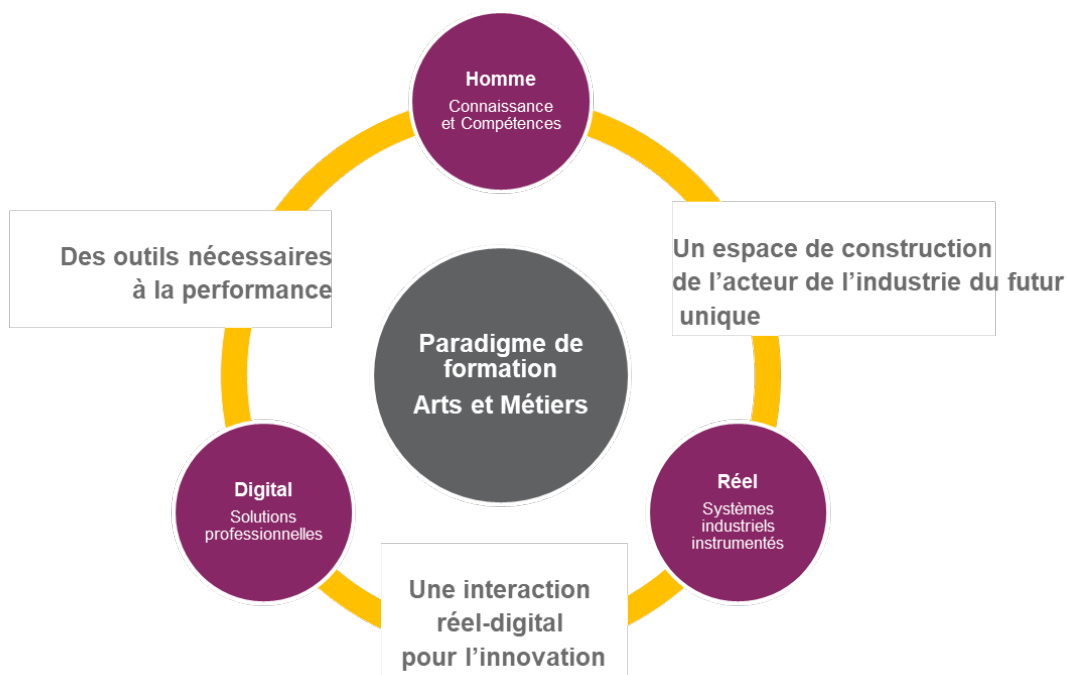 Homme
Connaissance
et Compétences
Des outils nécessaires
à la performance
Un espace de construction
de l’acteur de l’industrie du futur
unique
Paradigme de
formation
Arts et Métiers
Digital
Solutions
professionnelles
Réel
Systèmes
industriels
instrumentés
Une interaction
réel-digital
pour l’innovation